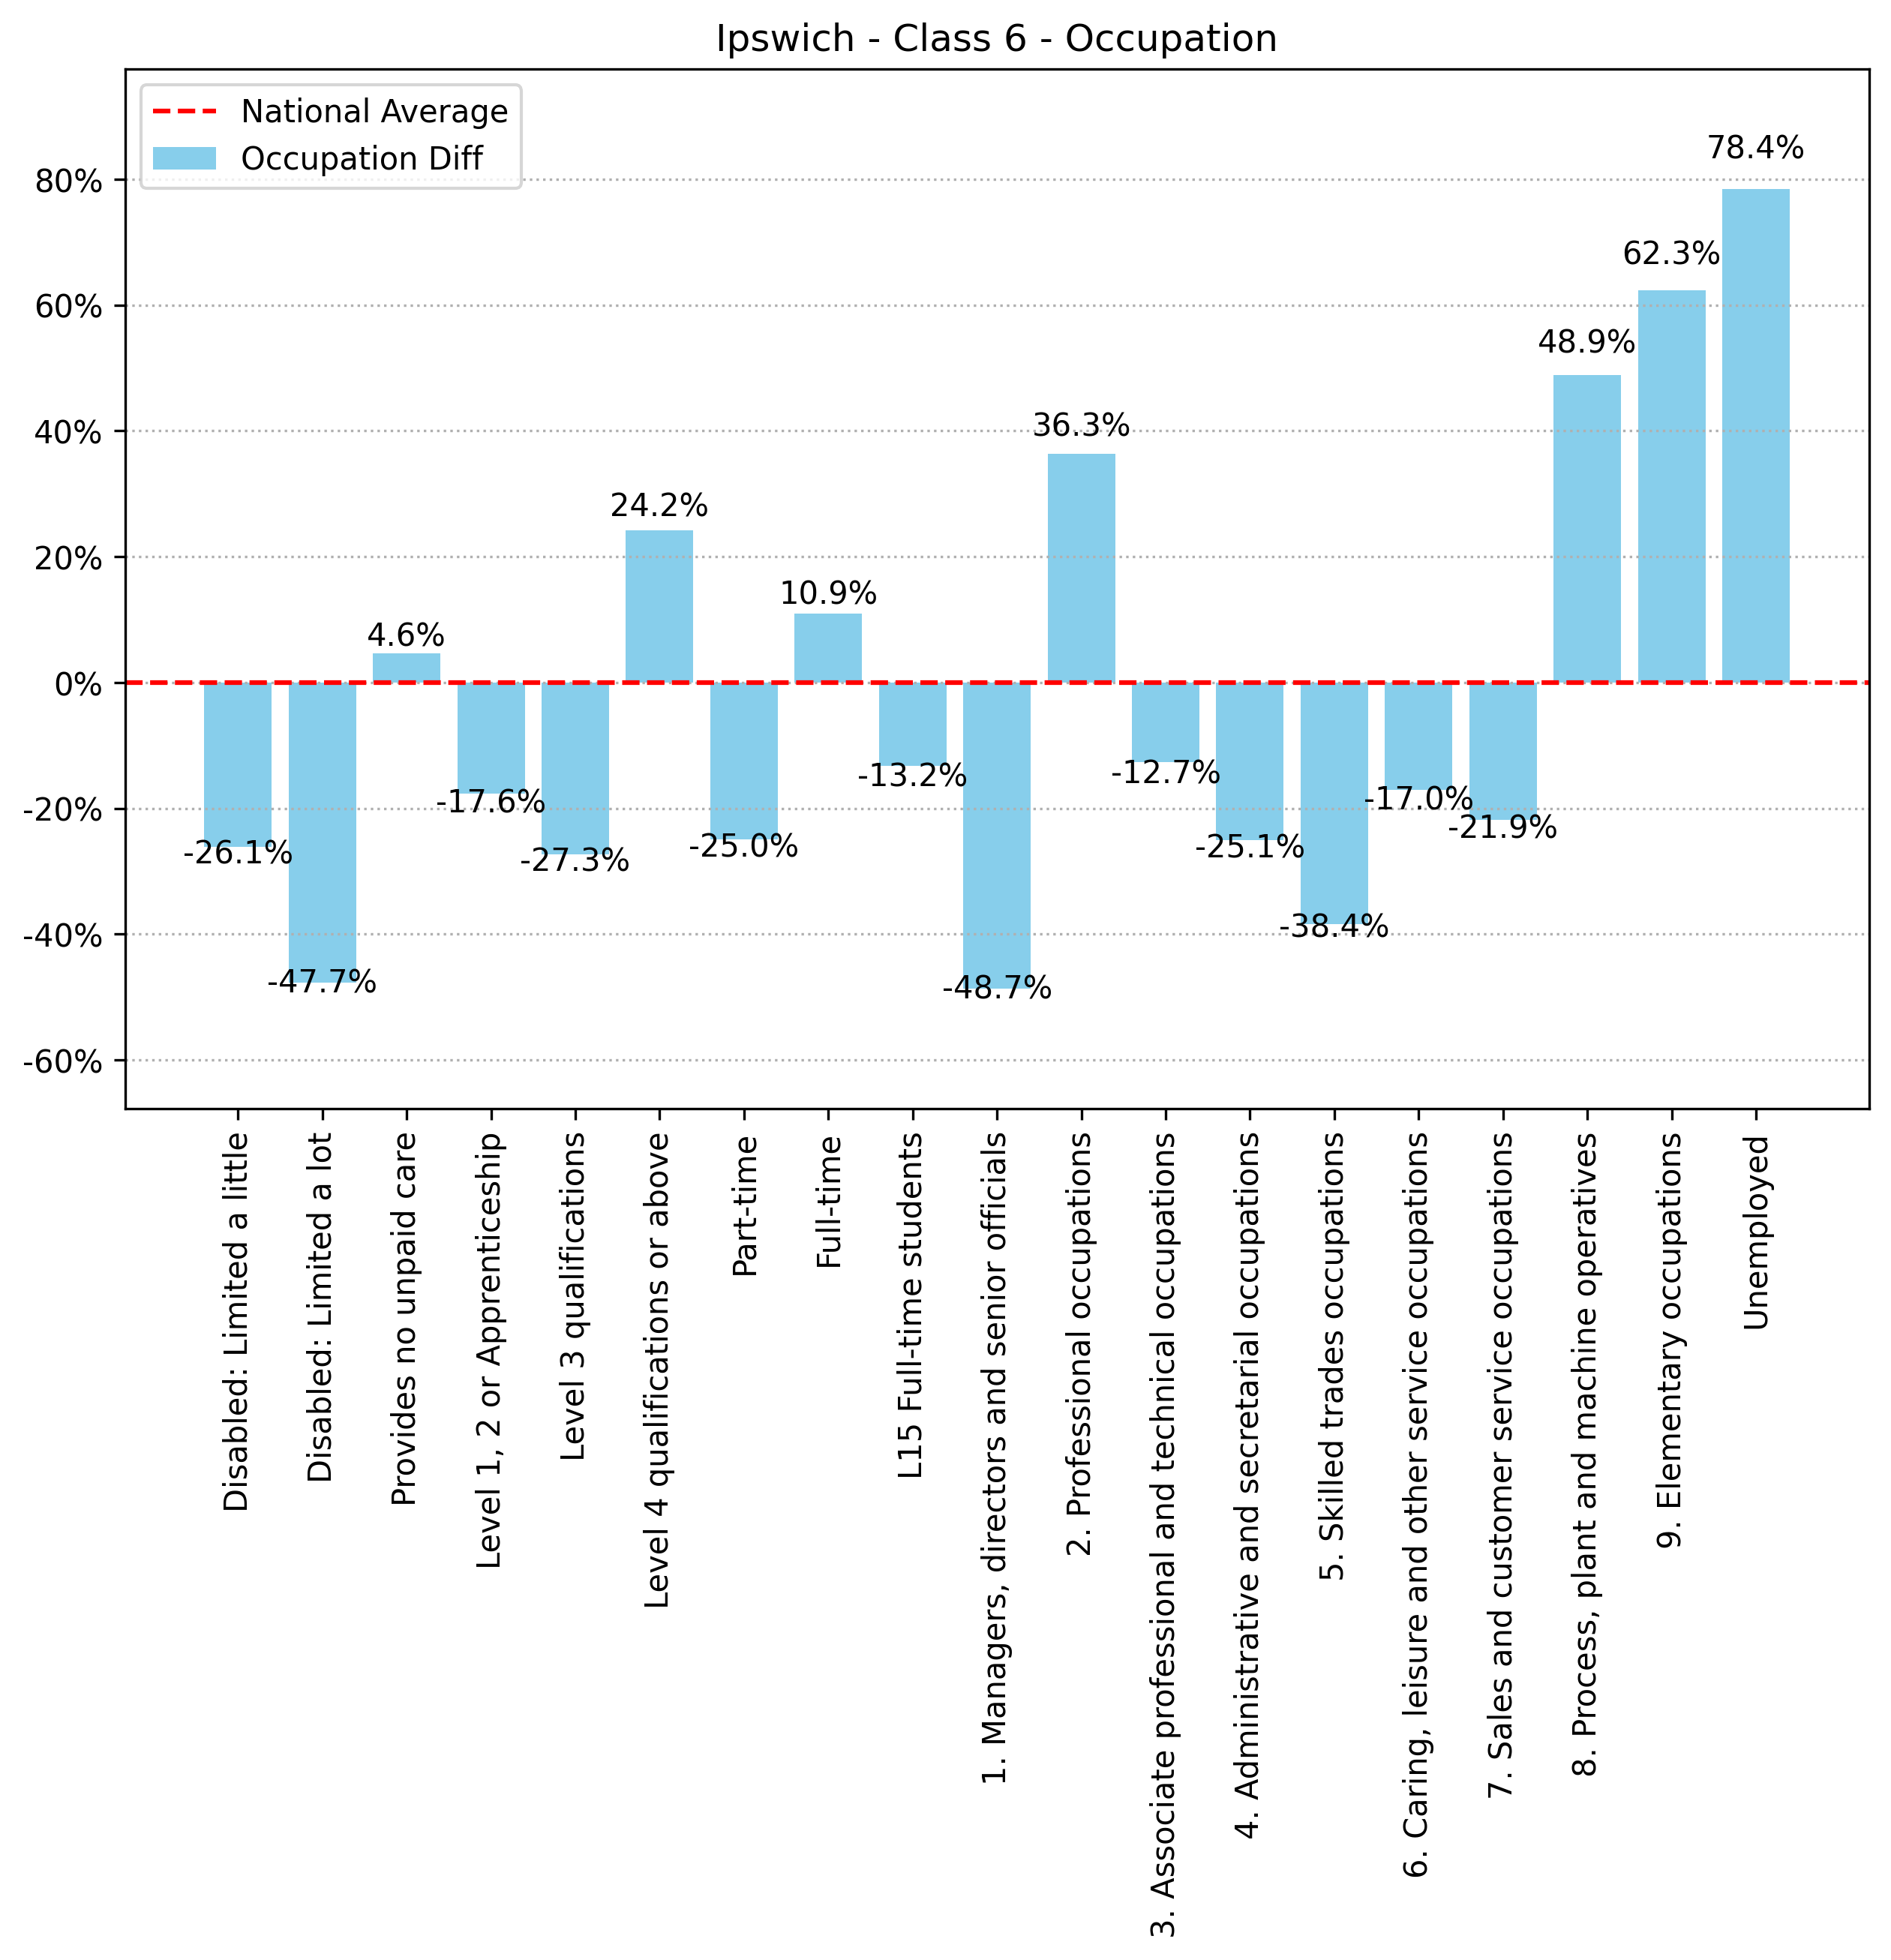 Ipswich - Class 6 - Occupation
National Average
Occupation Diff
80%
60%
40%
20%
0%
-20%
-40%
-60%
-26.1%
-47.7%
4.6%
-17.6%
-27.3%
24.2%
-25.0%
10.9%
-13.2%
-48.7%
36.3%
-12.7%
-25.1%
-38.4%
-17.0%
-21.9%
48.9%
62.3%
78.4%
Disabled: Limited a little
Disabled: Limited a lot
Provides no unpaid care
Level 1, 2 or Apprenticeship
Level 3 qualifications
Level 4 qualifications or above
Part-time
Full-time
L15 Full-time students
1. Managers, directors and senior officials
2. Professional occupations
3. Associate professional and technical occupations
4. Administrative and secretarial occupations
5. Skilled trades occupations
6. Caring, leisure and other service occupations
7. Sales and customer service occupations
8. Process, plant and machine operatives
9. Elementary occupations
Unemployed